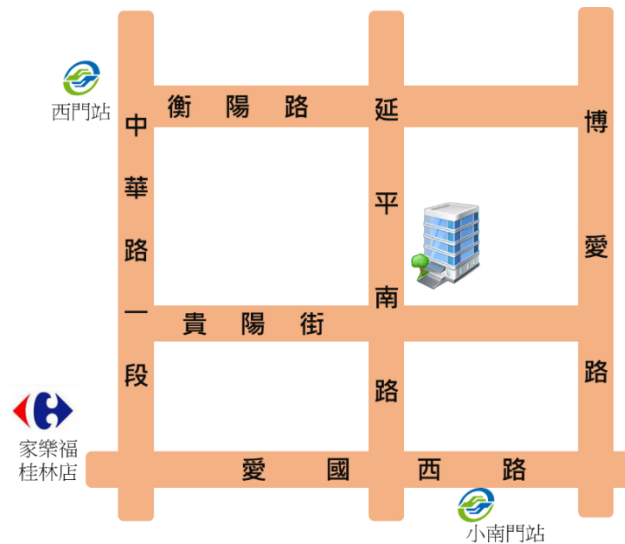 西門站
衡陽路
中華路一段
延平南路
博愛路
貴陽街
家樂福
桂林店
愛國西路
小南門站